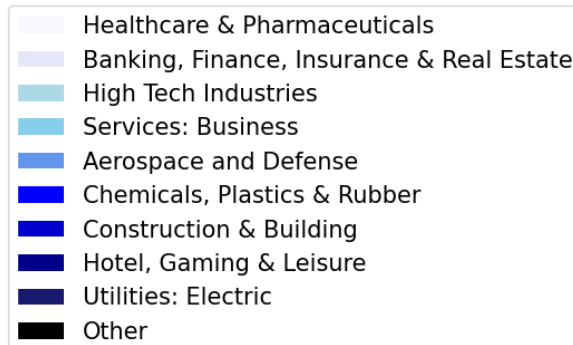 Healthcare & Pharmaceuticals
Banking, Finance, Insurance & Real Estate
High Tech Industries
Services: Business
Aerospace and Defense
Chemicals, Plastics & Rubber
Construction & Building
Hotel, Gaming & Leisure
Utilities: Electric
Other